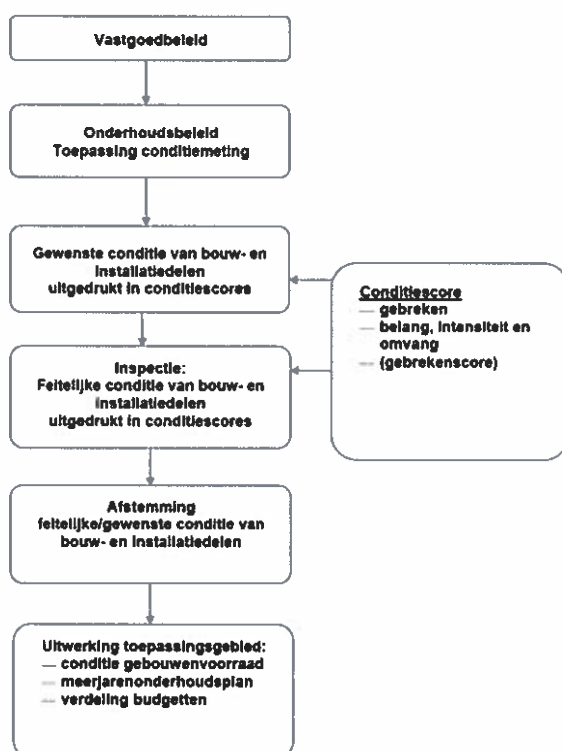 Vastgoedbeleid
Onderhoudsbeleid
Toepassing conditiemeting
Gewenste conditie van bouw- en
installatiedelen
uitgedrukt in conditiescores
Conditiescore
— gebreken
— belang, intensiteit en
omvang
— (gebrekenscore)
Inspectie:
Feitelijke conditie van bouw- en
installatiedelen
uitgedrukt in conditiescores
Afstemming
feitelijke/gewenste conditie van
bouw- en installatiedelen
Uitwerking toepassingsgebied:
— conditie gebouwenvoorraad
— meerjarenonderhoudsplan
— verdeling budgetten